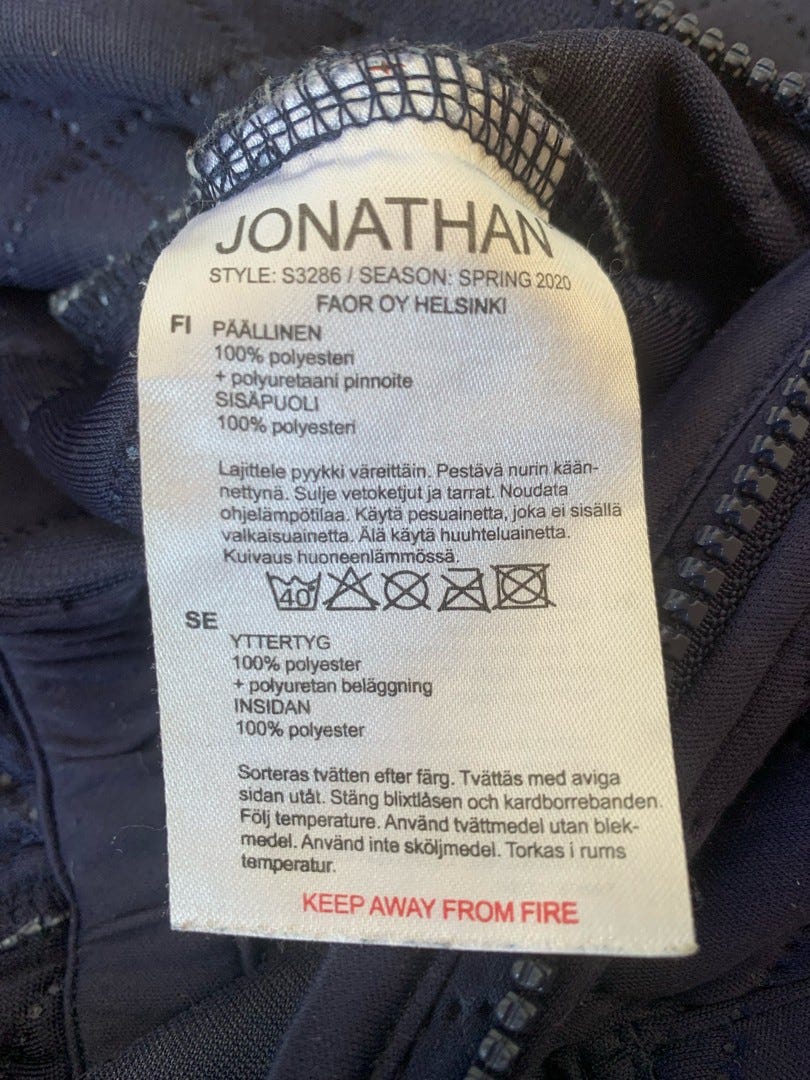 JONATHAN
STYLE: S3286 / SEASON: SPRING 2020
FAOR OY HELSINKI
FI PÄÄLLINEN
100% polyesteri
+ polyuretaani pinnoite
SISÄPUOLI
100% polyesteri
Lajittele pyykki väreittäin. Pestävä nurin kään-
nettynä. Sulje vetoketjut ja tarrat. Noudata
ohjelämpötilaa. Käytä pesuainetta, joka ei sisällä
valkaisuainetta. Älä käytä huuhteluainetta.
Kuivaus huoneenlämmössä.
40°
SE
YTTERTYG
100% polyester
+ polyuretan beläggning
INSIDAN
100% polyester
Sorteras tvätten efter färg. Tvättäs med aviga
sidan utåt. Stäng blixtlåsen och kardborrebanden.
Följ temperature. Använd tvättmedel utan blek-
medel. Använd inte sköljmedel. Torkas i rums
temperatur.
KEEP AWAY FROM FIRE